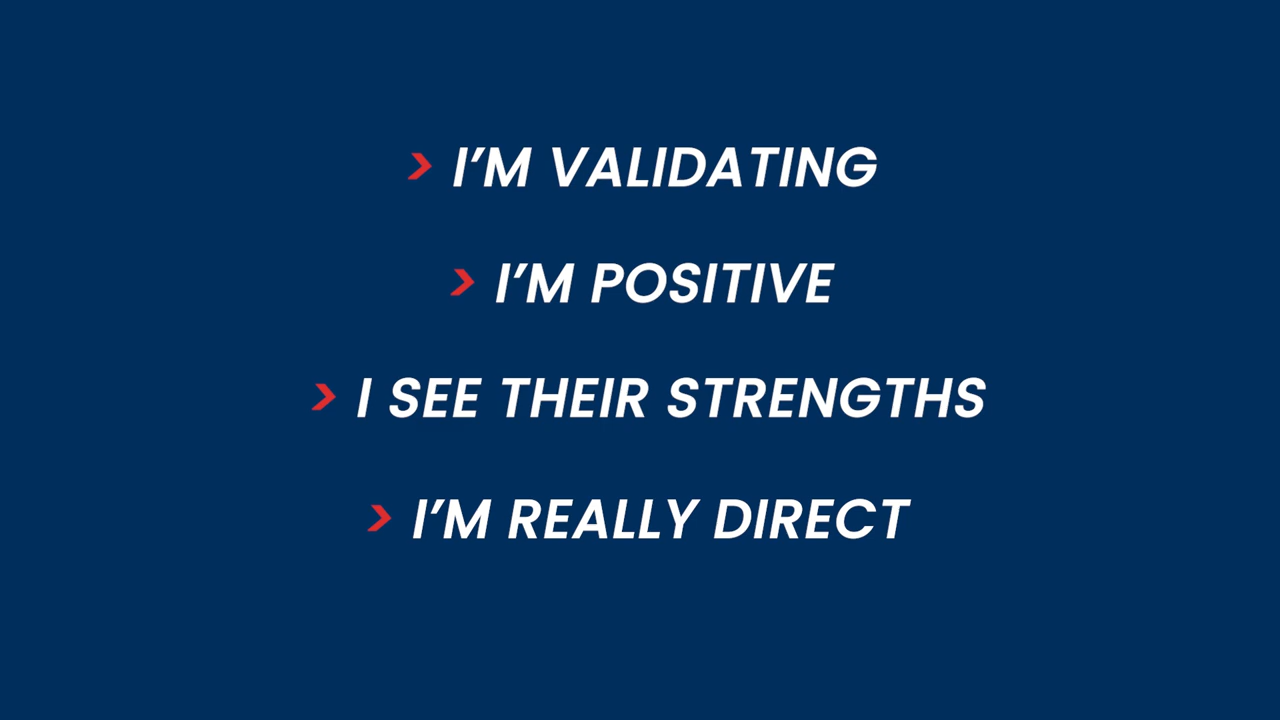 > I'M VALIDATING
> I'M POSITIVE
> I SEE THEIR STRENGTHS
> I'M REALLY DIRECT